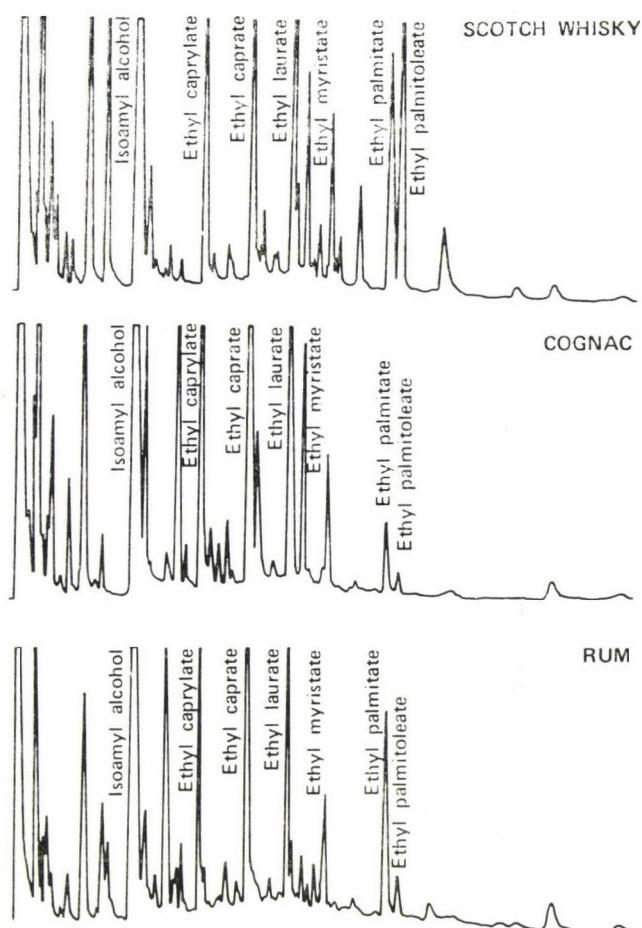 SCOTCH WHISKY
Isoamyl alcohol
Ethyl caprylate
Ethyl caprate
Ethyl laurate
Ethyl myristate
Ethyl palmitate
Ethyl palmitoleate
COGNAC
Isoamyl alcohol
Ethyl caprylate
Ethyl caprate
Ethyl laurate
Ethyl myristate
Ethyl palmitate
Ethyl palmitoleate
RUM
Isoamyl alcohol
Ethyl caprylate
Ethyl caprate
Ethyl laurate
Ethyl myristate
Ethyl palmitate
Ethyl palmitoleate